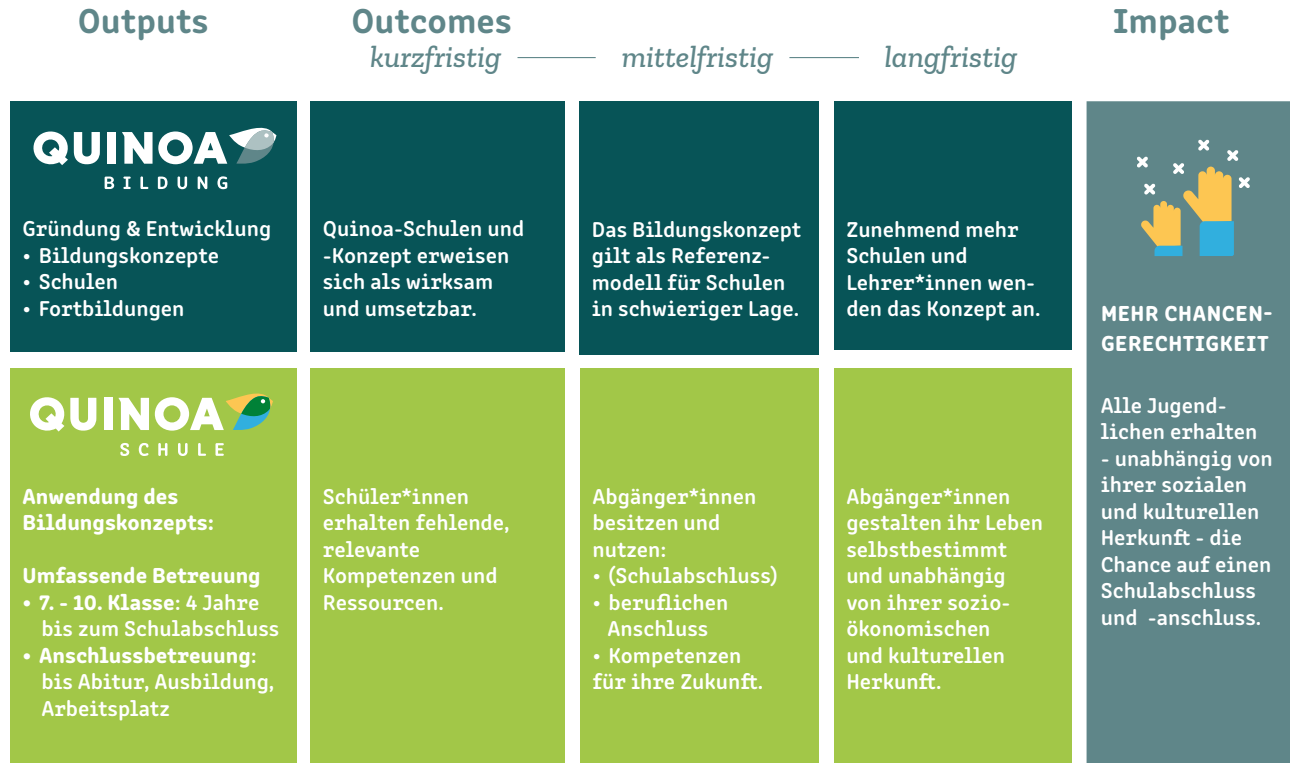 Outputs
Outcomes
kurzfristig
mittelfristig
langfristig
Impact
QUINOA
BILDUNG
Gründung & Entwicklung
• Bildungskonzepte
• Schulen
• Fortbildungen
Quinoa-Schulen und
-Konzept erweisen
sich als wirksam
und umsetzbar.
Das Bildungskonzept
gilt als Referenz-
modell für Schulen
in schwieriger Lage.
Zunehmend mehr
Schulen und
Lehrer*innen wen-
den das Konzept an.
QUINOA
SCHULE
Anwendung des
Bildungskonzepts:
Umfassende Betreuung
• 7. - 10. Klasse: 4 Jahre
bis zum Schulabschluss
• Anschlussbetreuung:
bis Abitur, Ausbildung,
Arbeitsplatz
Schüler*innen
erhalten fehlende,
relevante
Kompetenzen und
Ressourcen.
Abgänger*innen
besitzen und
nutzen:
• (Schulabschluss)
• beruflichen
Anschluss
• Kompetenzen
für ihre Zukunft.
Abgänger*innen
gestalten ihr Leben
selbstbestimmt
und unabhängig
von ihrer sozio-
ökonomischen
und kulturellen
Herkunft.
MEHR CHANCEN-
GERECHTIGKEIT
Alle Jugend-
lichen erhalten
- unabhängig von
ihrer sozialen
und kulturellen
Herkunft - die
Chance auf einen
Schulabschluss
und -anschluss.